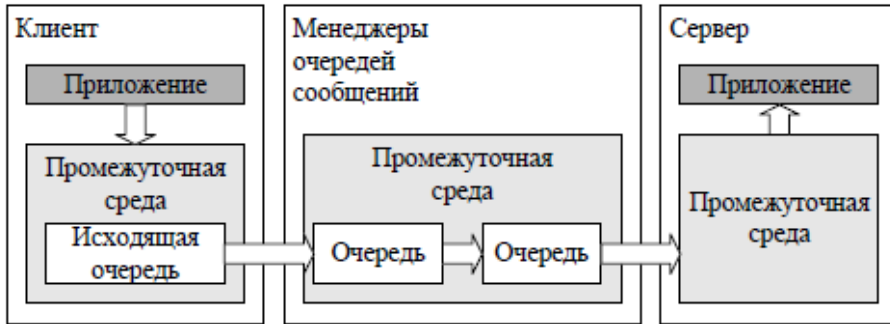 Клиент
Приложение
Промежуточная
среда
Исходящая
очередь
Менеджеры
очередей
сообщений
Промежуточная
среда
Очередь
Очередь
Сервер
Приложение
Промежуточная
среда